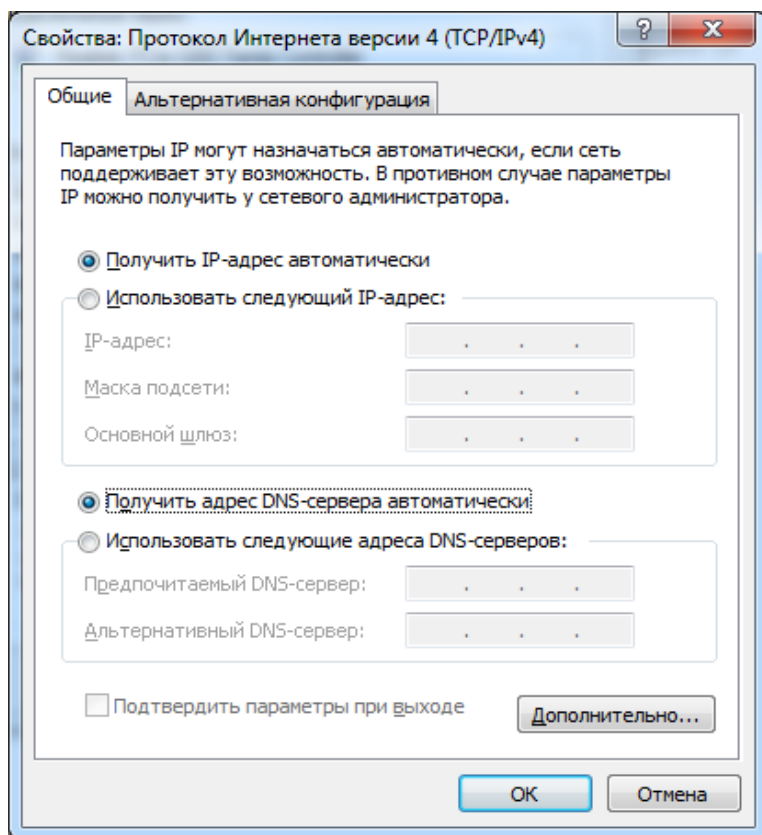 Свойства: Протокол Интернета версии 4 (TCP/IPv4)
Общие
Альтернативная конфигурация
Параметры IP могут назначаться автоматически, если сеть
поддерживает эту возможность. В противном случае параметры
IP можно получить у сетевого администратора.
Получить IP-адрес автоматически
Использовать следующий IP-адрес:
IP-адрес:
Маска подсети:
Основной шлюз:
Получить адрес DNS-сервера автоматически
Использовать следующие адреса DNS-серверов:
Предпочитаемый DNS-сервер:
Альтернативный DNS-сервер:
Подтвердить параметры при выходе
Дополнительно...
ОК
Отмена